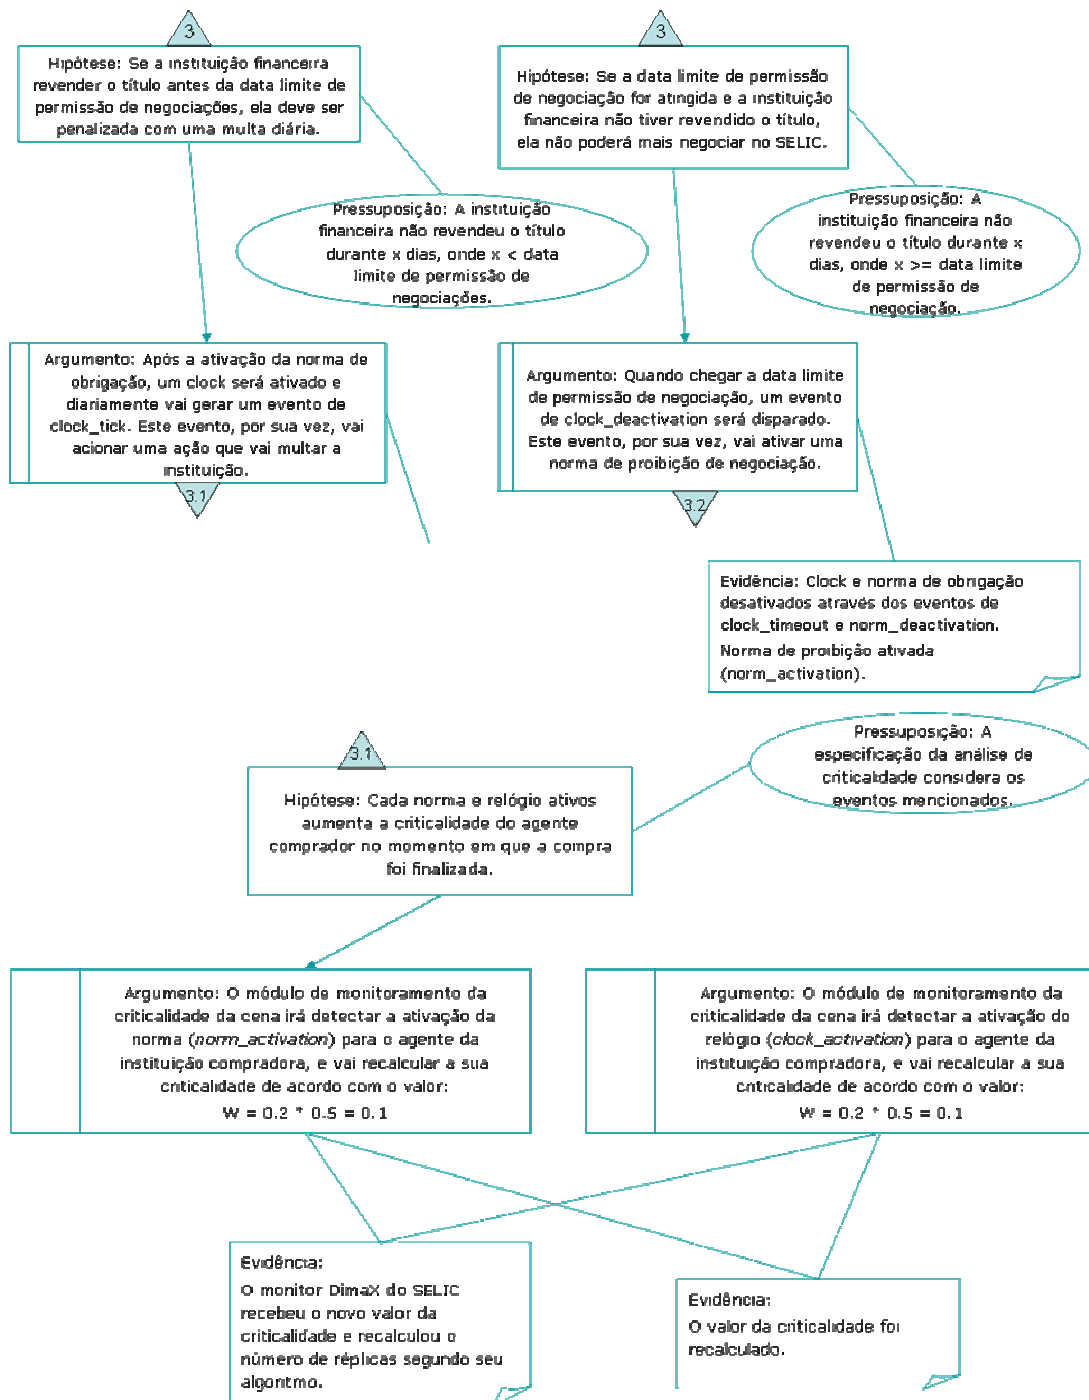 3
Hipótese: Se a instituição financeira
revender o título antes da data limite de
permissão de negociações, ela deve ser
penalizada com uma multa diária.
3
Hipótese: Se a data limite de permissão
de negociação for atingida e a instituição
financeira não tiver revendido o título,
ela não poderá mais negociar no SELIC.
Pressuposição: A instituição
financeira não revendeu o título
durante x dias, onde x < data
limite de permissão de
negociações.
Pressuposição: A
instituição financeira não
revendeu o título durante x
dias, onde x >= data limite
de permissão de
negociação.
Argumento: Após a ativação da norma de
obrigação, um clock será ativado e
diariamente vai gerar um evento de
clock_tick. Este evento, por sua vez, vai
acionar uma ação que vai multar a
instituição.
3.1
Argumento: Quando chegar a data limite
de permissão de negociação, um evento
de clock_deactivation será disparado.
Este evento, por sua vez, vai ativar uma
norma de proibição de negociação.
3.2
Evidência: Clock e norma de obrigação
desativados através dos eventos de
clock_timeout e norm_deactivation.
Norma de proibição ativada
(norm_activation).
3.1
Hipótese: Cada norma e relógio ativos
aumenta a criticalidade do agente
comprador no momento em que a compra
foi finalizada.
Pressuposição: A
especificação da análise de
criticalidade considera os
eventos mencionados.
Argumento: O módulo de monitoramento da
criticalidade da cena irá detectar a ativação da
norma (norm_activation) para o agente da
instituição compradora, e vai recalcular a sua
criticalidade de acordo com o valor:
W = 0.2 * 0.5 = 0.1
Argumento: O módulo de monitoramento da
criticalidade da cena irá detectar a ativação do
relógio (clock_activation) para o agente da
instituição compradora, e vai recalcular a sua
criticalidade de acordo com o valor:
W = 0.2 * 0.5 = 0.1
Evidência:
O monitor DimaX do SELIC
recebeu o novo valor da
criticalidade e recalculou o
número de réplicas segundo seu
algoritmo.
Evidência:
O valor da criticalidade foi
recalculado.